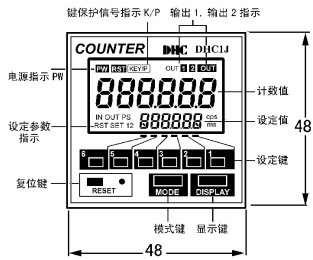 键保护信号指示 K/P 输出 1, 输出 2 指示
COUNTER DHC DHC1J
电源指示 PW
PW RST KEY/P OUT 1 2 OUT
888888
计数值
IN OUT PS 888888 cps
RST SET 12 ms
设定值
设定参数
指示
6 5 4 3 2 1
设定键
复位键
RESET MODE DISPLAY
模式键 显示键
48
48